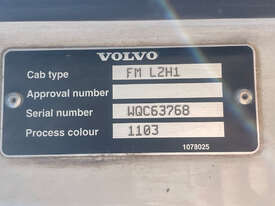 VOLVO
Cab type FM L2H1
Approval number
Serial number WQC63768
Process colour 1103
1078025